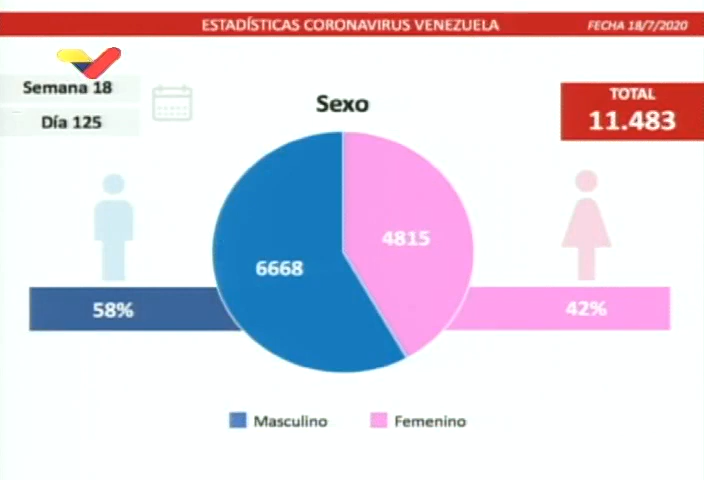 ESTADÍSTICAS CORONAVIRUS VENEZUELA
FECHA 18/7/2020
Semana 18
Día 125
Sexo
TOTAL
11.483
4815
6668
58%
42%
Masculino
Femenino